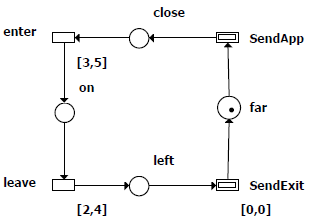 close
enter
SendApp
[3,5]
on
far
left
leave
SendExit
[2,4]
[0,0]